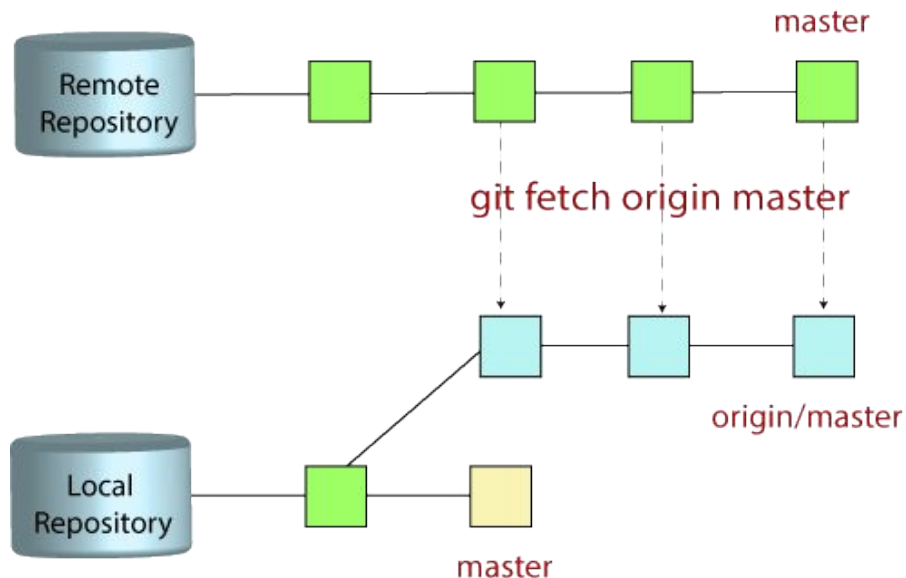 master
Remote
Repository
git fetch origin master
origin/master
Local
Repository
master